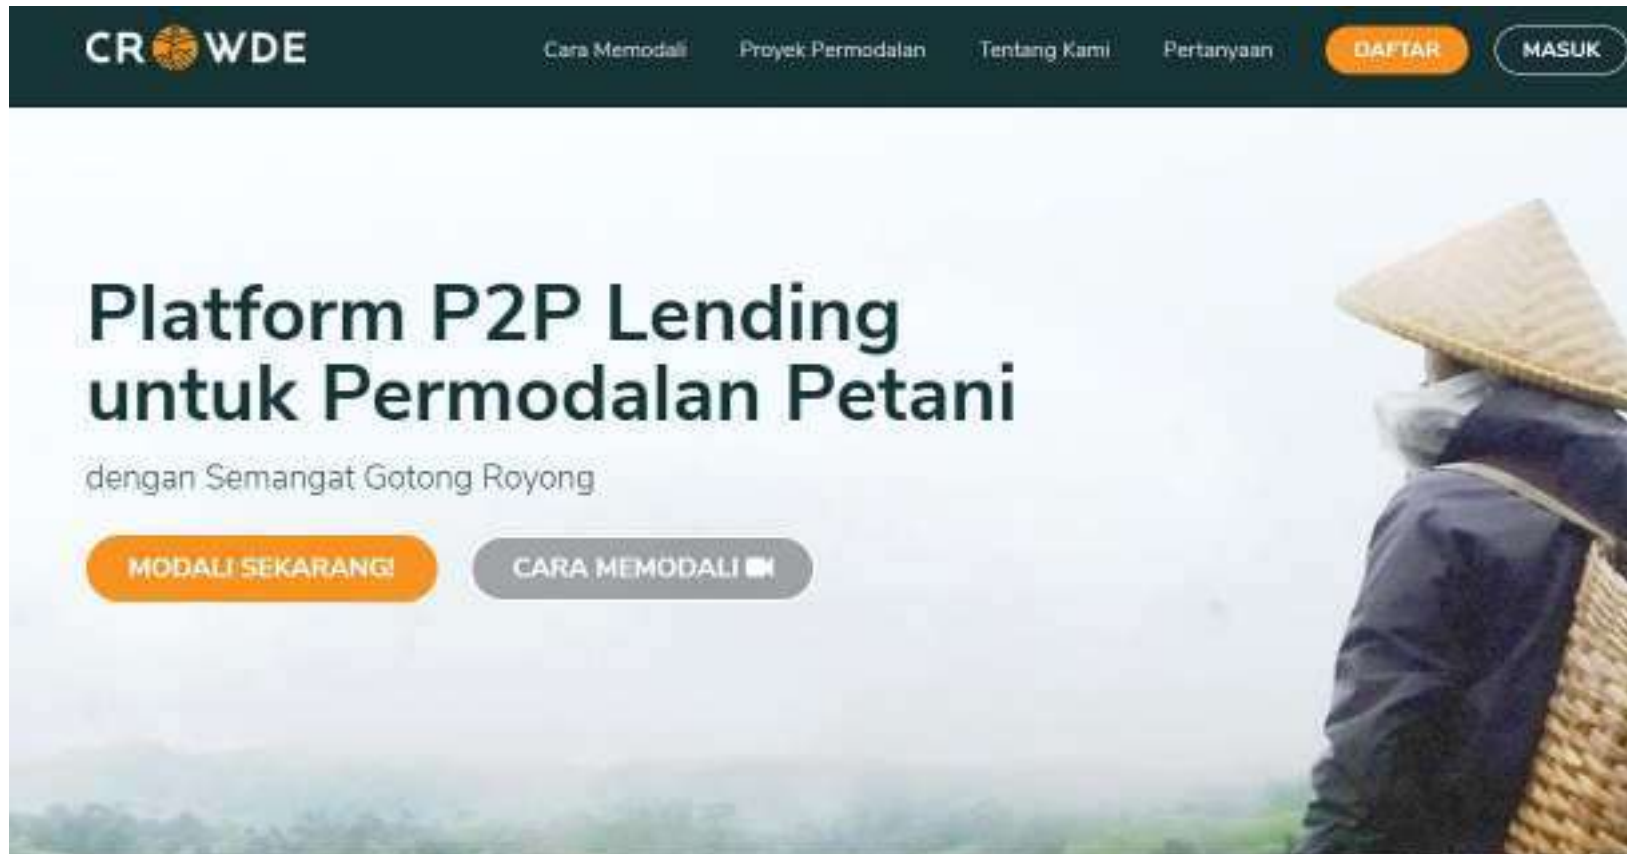 CROWDE
Cara Memodali
Proyek Permodalan
Tentang Kami
Pertanyaan
DAFTAR
MASUK
Platform P2P Lending
untuk Permodalan Petani
dengan Semangat Gotong Royong
MODALI SEKARANG!
CARA MEMODALI